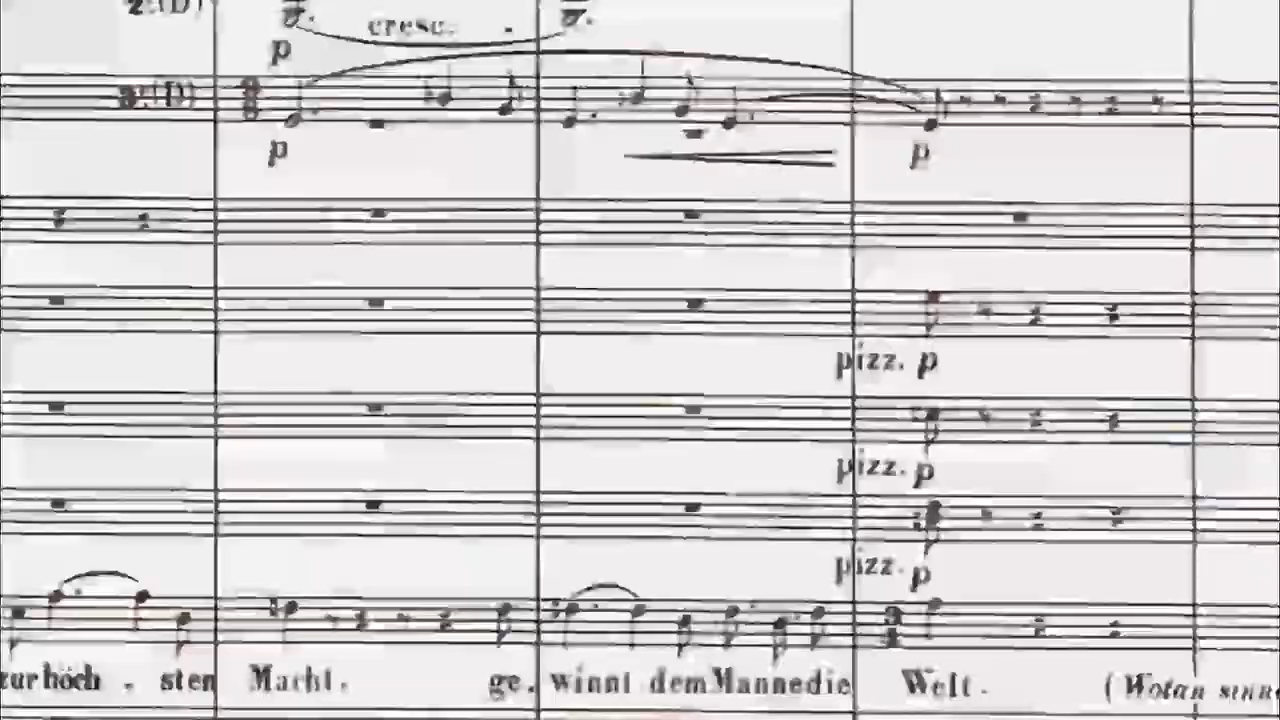 2.(D)
cresc. -
p
3.(D)
p
p
pizz. p
pizz. p
pizz. p
zur höch - sten Macht. ge. winnt dem Manne die Welt. (Wotan